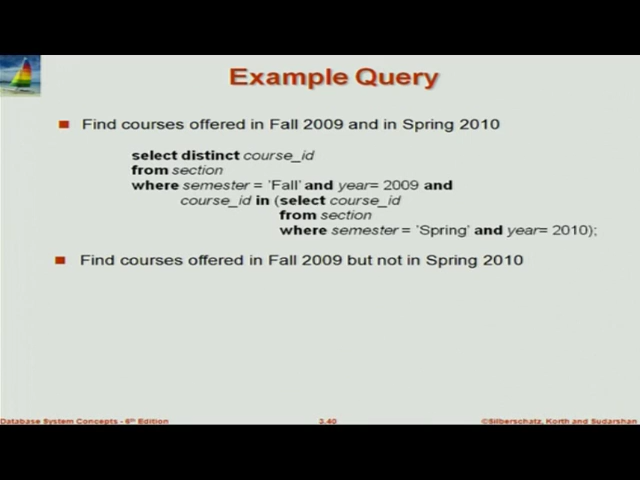 Example Query
Find courses offered in Fall 2009 and in Spring 2010
select distinct course_id
from section
where semester = 'Fall' and year= 2009 and
course_id in (select course_id
from section
where semester = 'Spring' and year= 2010);
Find courses offered in Fall 2009 but not in Spring 2010
Database System Concepts - 6th Edition
3.40
©Silberschatz, Korth and Sudarshan